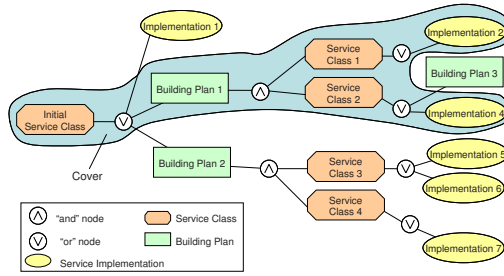 Implementation 1
Implementation 2
Service
Class 1
Building Plan 3
Building Plan 1
Service
Class 2
Implementation 4
Initial
Service Class
Cover
Building Plan 2
Service
Class 3
Implementation 5
Implementation 6
Service
Class 4
Implementation 7
"and" node
Service Class
"or" node
Building Plan
Service Implementation